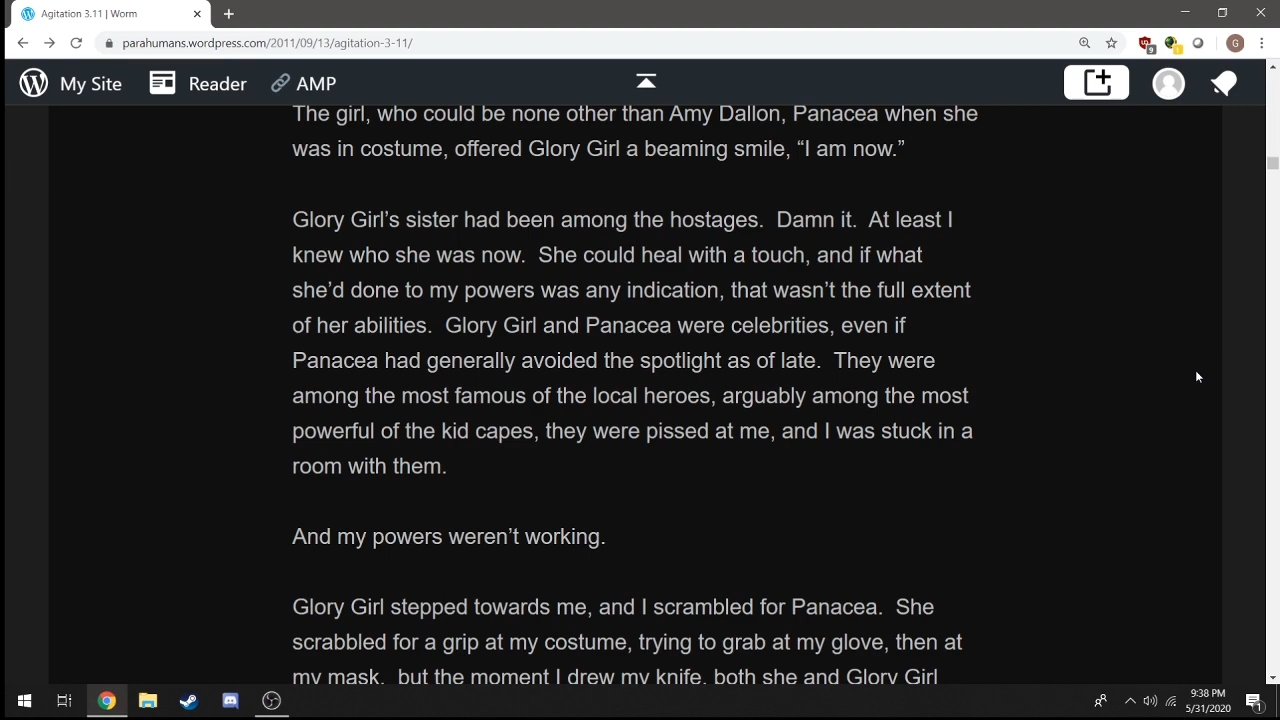 Agitation 3.11 | Worm
parahumans.wordpress.com/2011/09/13/agitation-3-11/
9
1
G
My Site
Reader
AMP
The girl, who could be none other than Amy Dallon, Panacea when she
was in costume, offered Glory Girl a beaming smile, “I am now.”
Glory Girl’s sister had been among the hostages.  Damn it.  At least I
knew who she was now.  She could heal with a touch, and if what
she’d done to my powers was any indication, that wasn’t the full extent
of her abilities.  Glory Girl and Panacea were celebrities, even if
Panacea had generally avoided the spotlight as of late.  They were
among the most famous of the local heroes, arguably among the most
powerful of the kid capes, they were pissed at me, and I was stuck in a
room with them.
And my powers weren’t working.
Glory Girl stepped towards me, and I scrambled for Panacea.  She
scrabbled for a grip at my costume, trying to grab at my glove, then at
my mask,  but the moment I drew my knife, both she and Glory Girl
9:38 PM
5/31/2020
1